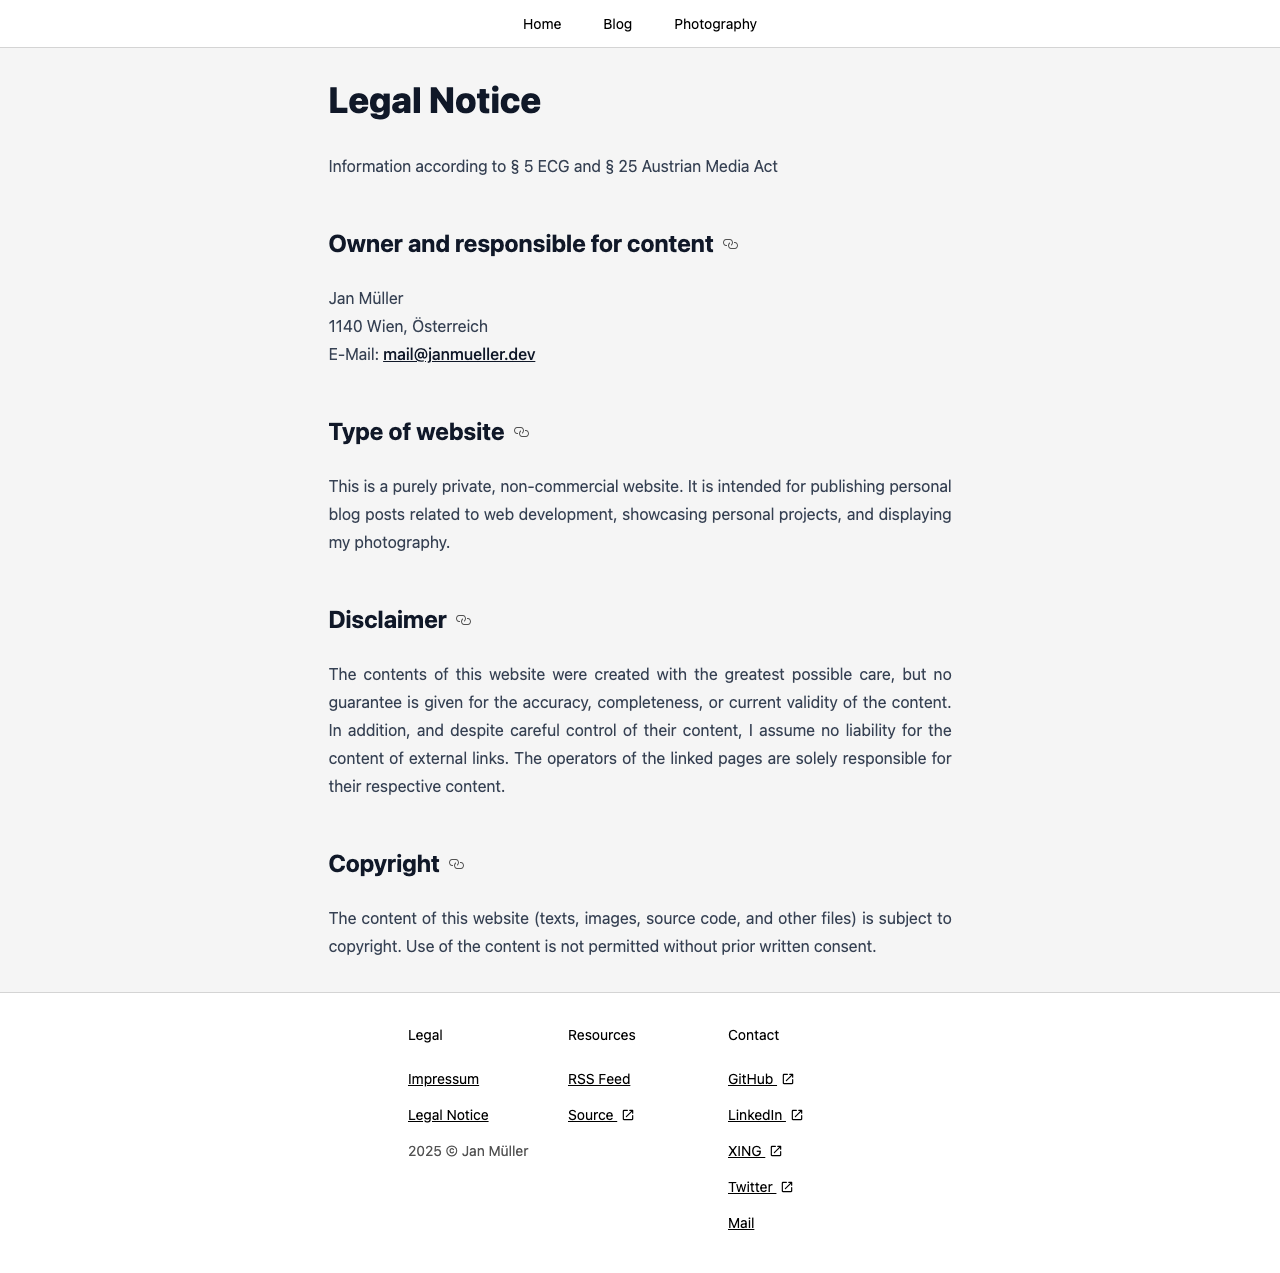 Home Blog Photography
Legal Notice
Information according to § 5 ECG and § 25 Austrian Media Act
Owner and responsible for content
Jan Müller
1140 Wien, Österreich
E-Mail: mail@janmueller.dev
Type of website
This is a purely private, non-commercial website. It is intended for publishing personal
blog posts related to web development, showcasing personal projects, and displaying
my photography.
Disclaimer
The contents of this website were created with the greatest possible care, but no
guarantee is given for the accuracy, completeness, or current validity of the content.
In addition, and despite careful control of their content, I assume no liability for the
content of external links. The operators of the linked pages are solely responsible for
their respective content.
Copyright
The content of this website (texts, images, source code, and other files) is subject to
copyright. Use of the content is not permitted without prior written consent.
Legal
Impressum
Legal Notice
2025 © Jan Müller
Resources
RSS Feed
Source
Contact
GitHub
LinkedIn
XING
Twitter
Mail